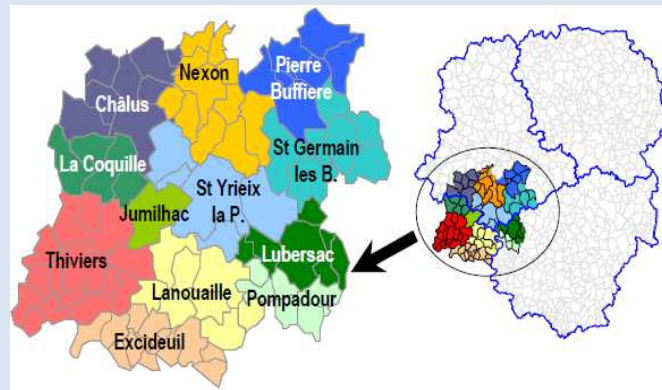 Pierre
Buffiere
Nexon
Châlus
St Germain
les B.
La Coquille
St Yrieix
la P.
Jumilhac
Lubersac
Thiviers
Lanouaille
Pompadour
Excideuil